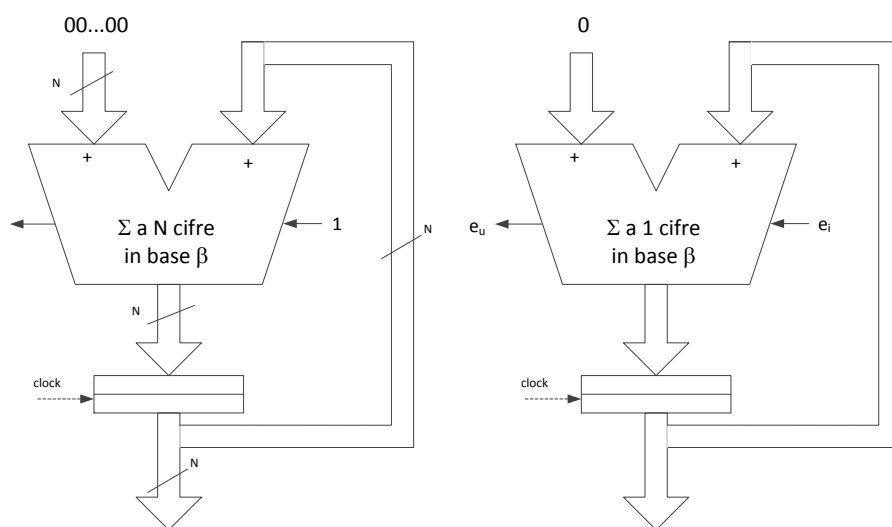 00...00
N
+
+
Σ a N cifre
in base β
1
N
N
clock
N
0
+
+
e_u
Σ a 1 cifre
in base β
e_i
clock